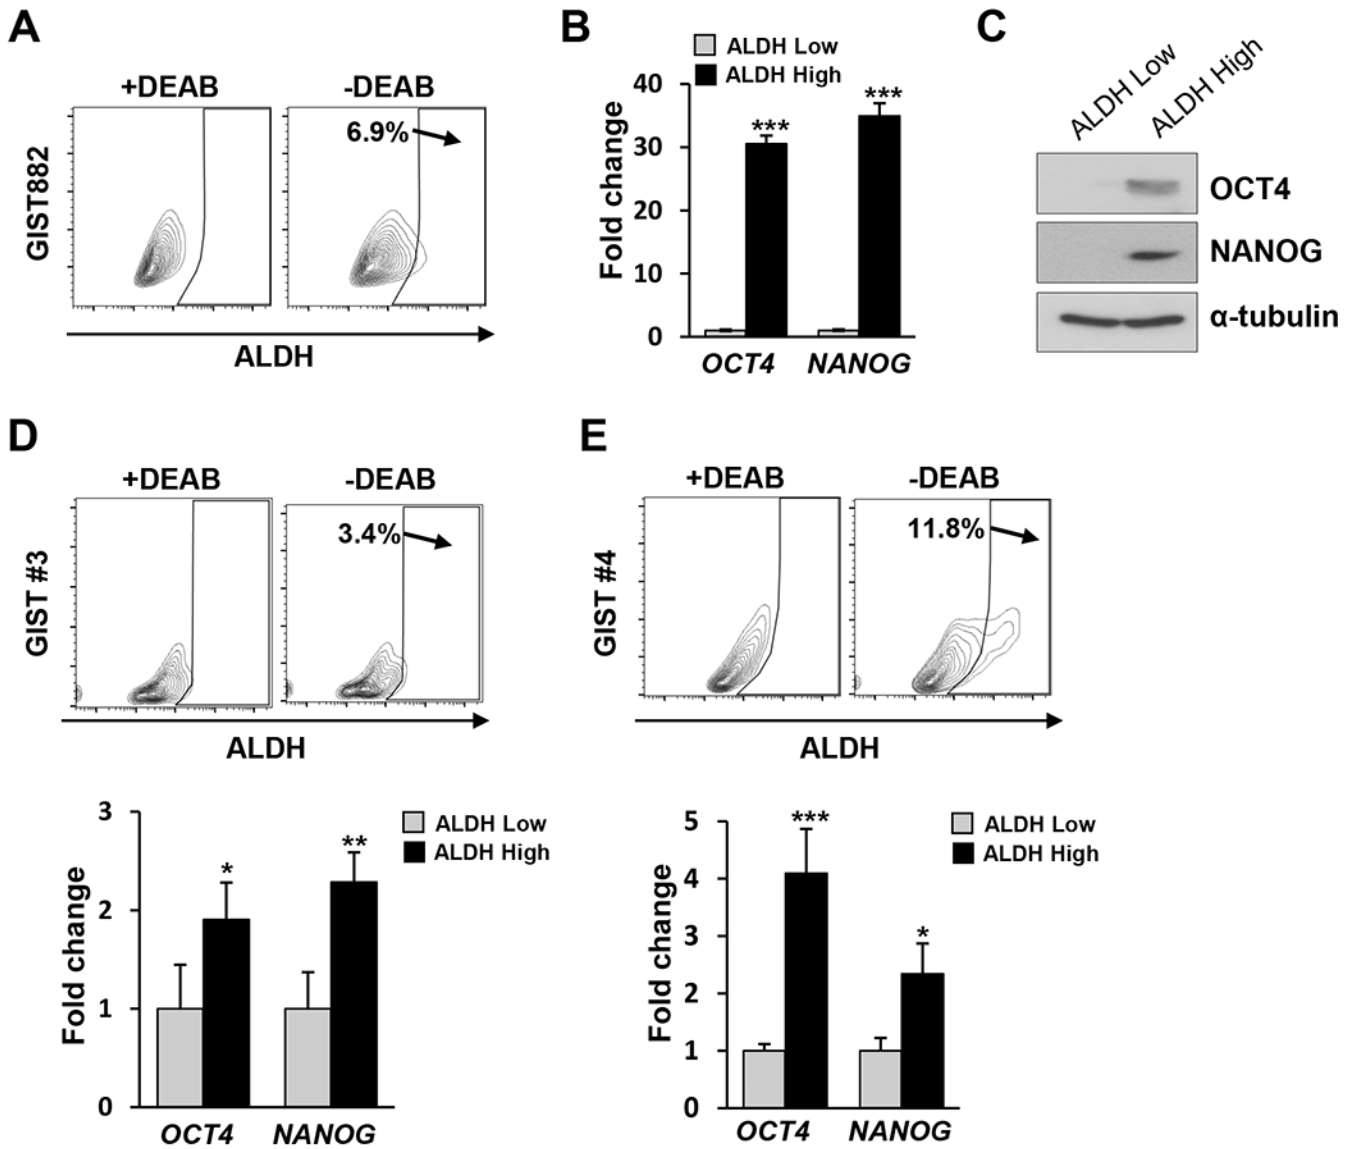 A
+DEAB
-DEAB
6.9%
GIST882
ALDH
B
ALDH Low
ALDH High
Fold change
40
30
20
10
0
***
***
OCT4
NANOG
C
ALDH Low
ALDH High
OCT4
NANOG
α-tubulin
D
+DEAB
-DEAB
3.4%
GIST #3
ALDH
ALDH Low
ALDH High
Fold change
3
2
1
0
*
**
OCT4
NANOG
E
+DEAB
-DEAB
11.8%
GIST #4
ALDH
ALDH Low
ALDH High
Fold change
5
4
3
2
1
0
***
*
OCT4
NANOG